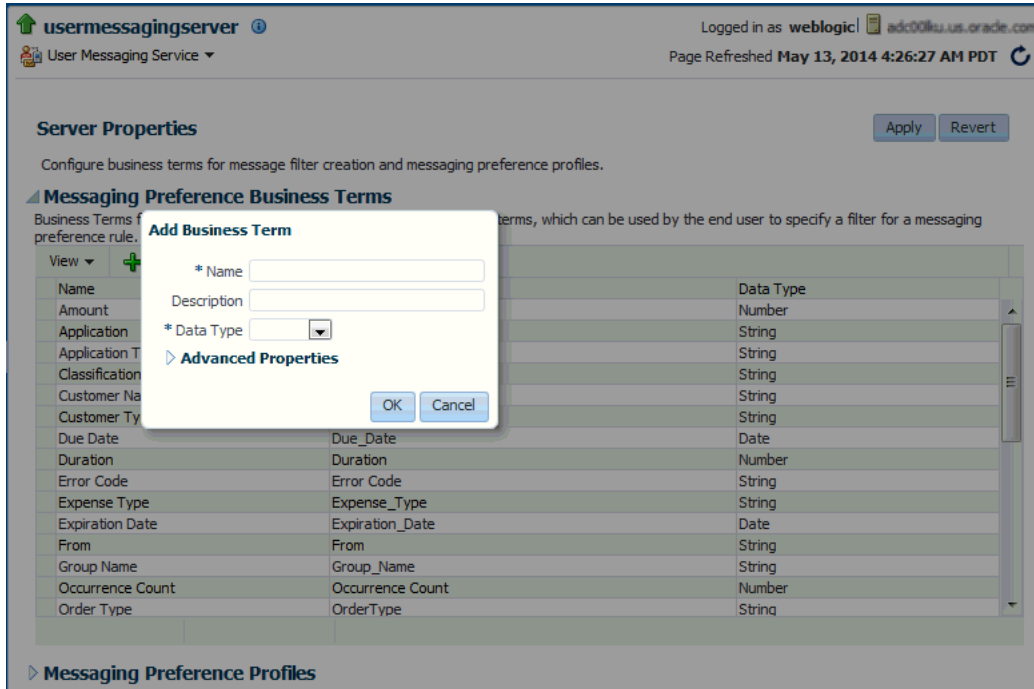 usermessagingserver
Logged in as weblogic
User Messaging Service
Page Refreshed May 13, 2014 4:26:27 AM PDT
Server Properties
Apply Revert
Configure business terms for message filter creation and messaging preference profiles.
Messaging Preference Business Terms
Business Terms f
terms, which can be used by the end user to specify a filter for a messaging
preference rule.
View
Add Business Term
* Name
Description
* Data Type
Advanced Properties
OK Cancel
Name Data Type
Amount Number
Application String
Application T String
Classification String
Customer Na String
Customer Ty String
Due Date Due_Date Date
Duration Duration Number
Error Code Error Code String
Expense Type Expense_Type String
Expiration Date Expiration_Date Date
From From String
Group Name Group_Name String
Occurrence Count Occurrence Count Number
Order Type OrderType String
Messaging Preference Profiles